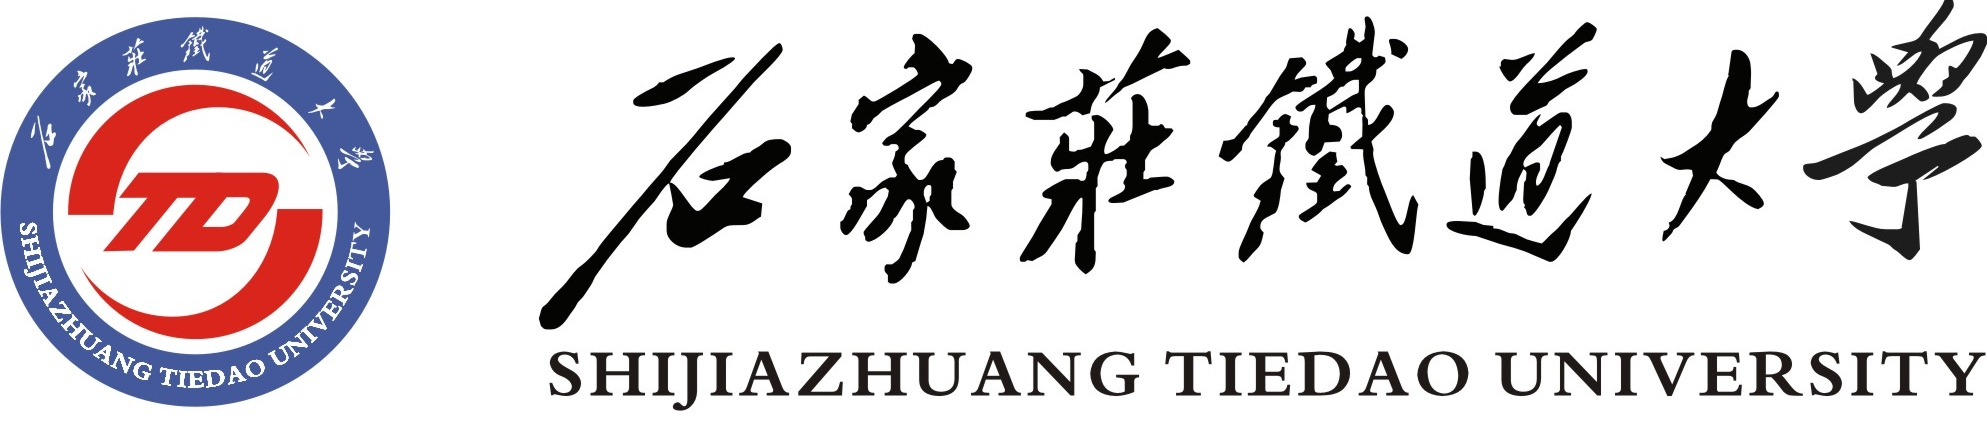 石家莊鐵道大學
TD
SHIJIAZHUANG TIEDAO UNIVERSITY
石家莊鐵道大學
SHIJIAZHUANG TIEDAO UNIVERSITY